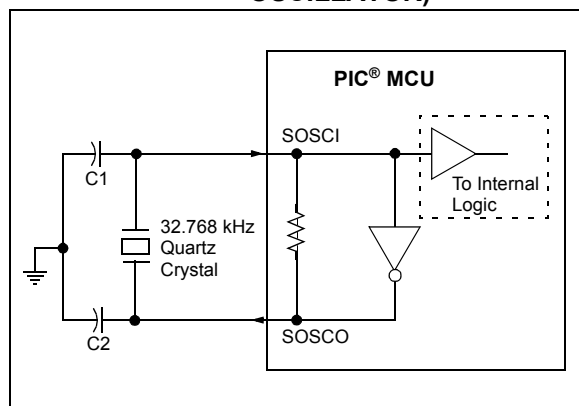 PIC® MCU
SOSCI
C1
To Internal
Logic
32.768 kHz
Quartz
Crystal
SOSCO
C2